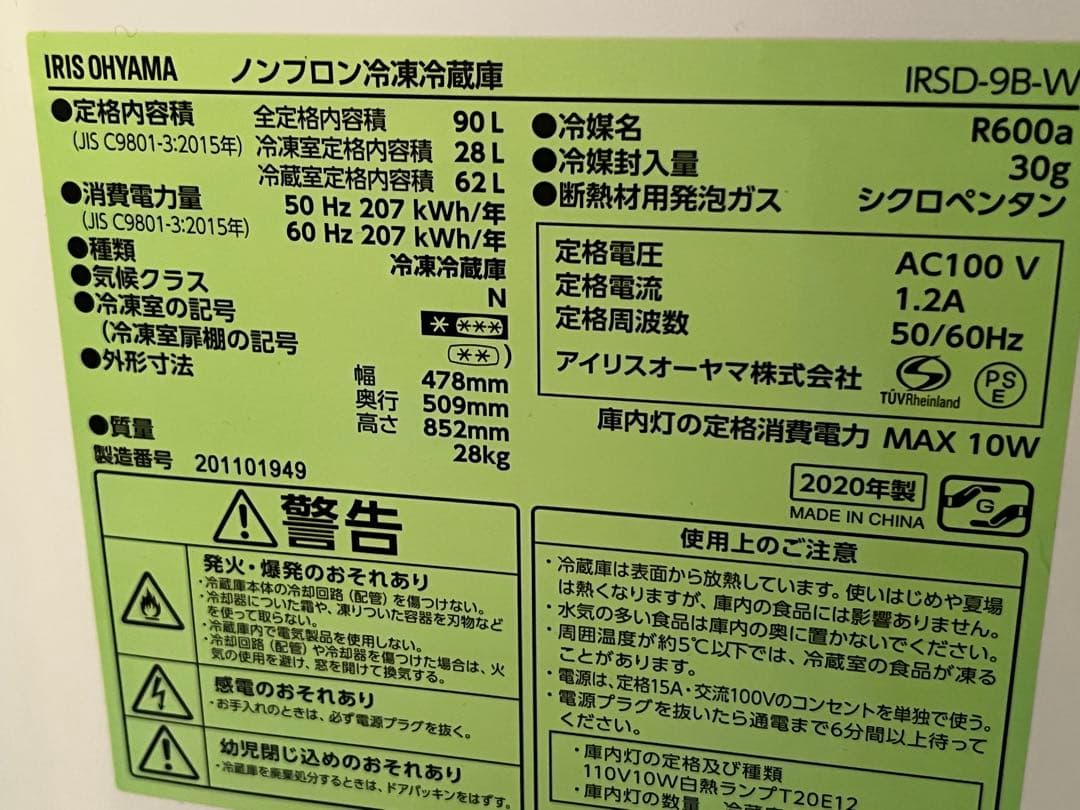 IRIS OHYAMA ノンフロン冷凍冷蔵庫 IRSD-9B-W
●定格内容積 全定格内容積 90 L
(JIS C9801-3:2015年) 冷凍室定格内容積 28 L
冷蔵室定格内容積 62 L
●消費電力量 50 Hz 207 kWh/年
(JIS C9801-3:2015年) 60 Hz 207 kWh/年
●種類 冷凍冷蔵庫
●気候クラス N
●冷凍室の記号 * ***
(冷凍室扉棚の記号 ** )
●外形寸法 幅 478mm
奥行 509mm
高さ 852mm
●質量 28kg
製造番号 201101949
●冷媒名 R600a
●冷媒封入量 30g
●断熱材用発泡ガス シクロペンタン
定格電圧 AC100 V
定格電流 1.2A
定格周波数 50/60Hz
アイリスオーヤマ株式会社 TÜVRheinland PSE
庫内灯の定格消費電力 MAX 10W
2020年製
MADE IN CHINA
G
警告
発火・爆発のおそれあり
・冷蔵庫本体の冷却回路(配管)を傷つけない。
・冷却器についた霜や、凍りついた容器を刃物など
を使って取らない。
・冷蔵庫内で電気製品を使用しない。
・冷却回路(配管)や冷却器を傷つけた場合は、火
気の使用を避け、窓を開けて換気する。
感電のおそれあり
・お手入れのときは、必ず電源プラグを抜く。
幼児閉じ込めのおそれあり
・冷蔵庫を廃棄処分するときは、ドアパッキンをはずす。
使用上のご注意
・冷蔵庫は表面から放熱しています。使いはじめや夏場
は熱くなりますが、庫内の食品には影響ありません。
・水気の多い食品は庫内の奥に置かないでください。
・周囲温度が約5℃以下では、冷蔵室の食品が凍る
ことがあります。
・電源は、定格15A・交流100Vのコンセントを単独で使う。
・電源プラグを抜いたら通電まで6分間以上待って
ください。
・庫内灯の定格及び種類
110V10W白熱ランプT20E12
・庫内灯の数量